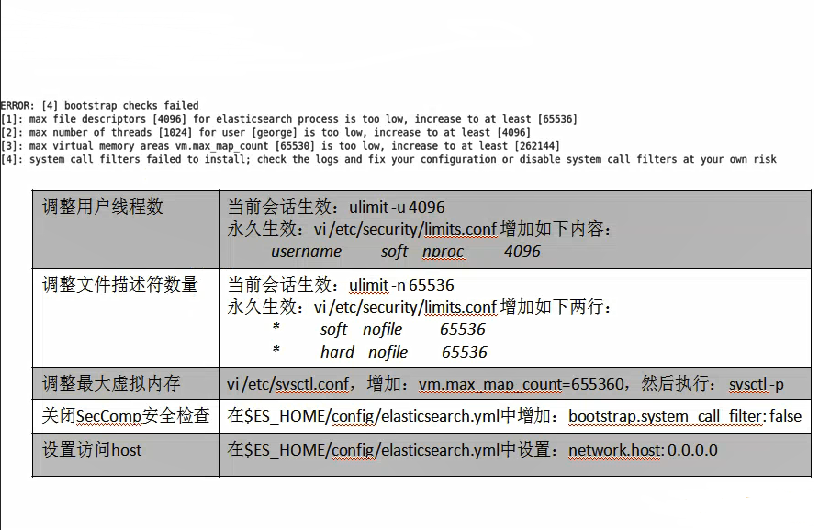 ERROR: [4] bootstrap checks failed
[1]: max file descriptors [4096] for elasticsearch process is too low, increase to at least [65536]
[2]: max number of threads [1024] for user [george] is too low, increase to at least [4096]
[3]: max virtual memory areas vm.max_map_count [65530] is too low, increase to at least [262144]
[4]: system call filters failed to install; check the logs and fix your configuration or disable system call filters at your own risk
调整用户线程数
当前会话生效：ulimit -u 4096
永久生效：vi /etc/security/limits.conf 增加如下内容：
username soft nproc 4096
调整文件描述符数量
当前会话生效：ulimit -n 65536
永久生效：vi /etc/security/limits.conf 增加如下两行：
* soft nofile 65536
* hard nofile 65536
调整最大虚拟内存
vi /etc/sysctl.conf，增加：vm.max_map_count=655360，然后执行：sysctl -p
关闭SecComp安全检查
在$ES_HOME/config/elasticsearch.yml中增加：bootstrap.system_call_filter: false
设置访问host
在$ES_HOME/config/elasticsearch.yml中设置：network.host: 0.0.0.0